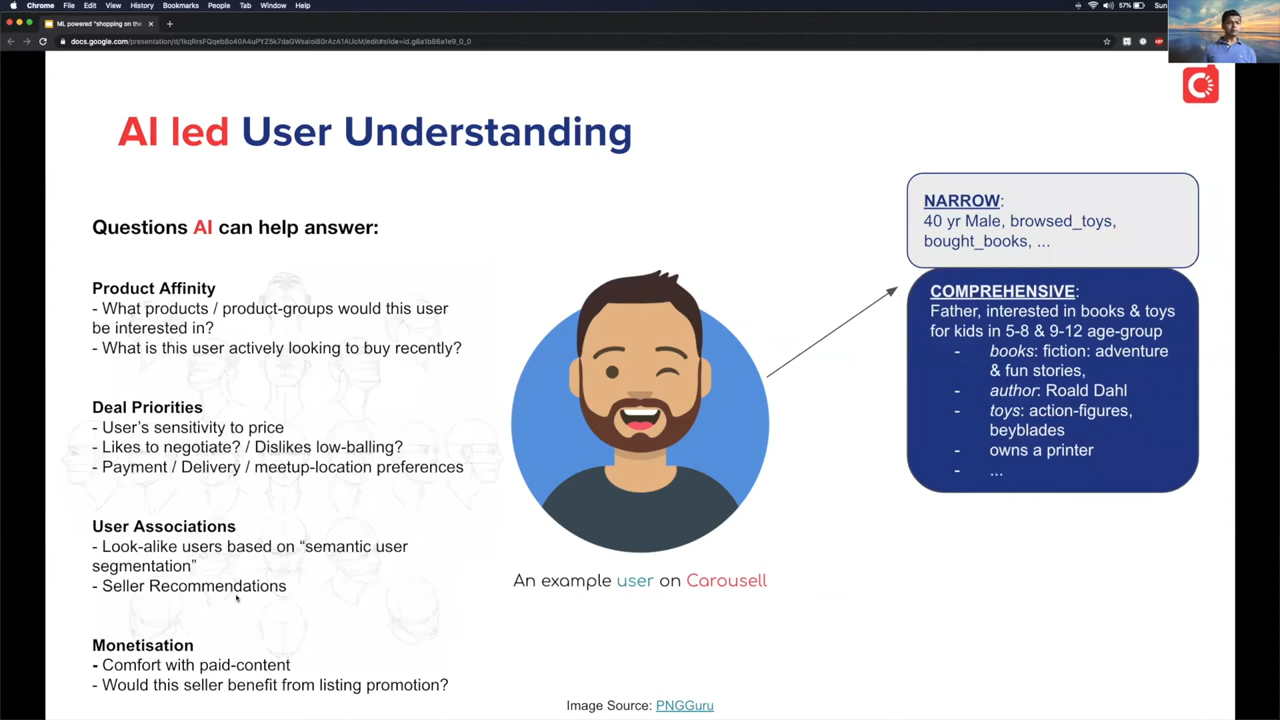 Chrome File Edit View History Bookmarks People Tab Window Help
57% Sun
ML powered "shopping on the
AI led User Understanding
Questions AI can help answer:
Product Affinity
- What products / product-groups would this user
be interested in?
- What is this user actively looking to buy recently?
Deal Priorities
- User's sensitivity to price
- Likes to negotiate? / Dislikes low-balling?
- Payment / Delivery / meetup-location preferences
User Associations
- Look-alike users based on “semantic user
segmentation”
- Seller Recommendations
Monetisation
- Comfort with paid-content
- Would this seller benefit from listing promotion?
An example user on Carousell
Image Source: PNGGuru
NARROW:
40 yr Male, browsed_toys,
bought_books, ...
COMPREHENSIVE:
Father, interested in books & toys
for kids in 5-8 & 9-12 age-group
- books: fiction: adventure
& fun stories,
- author: Roald Dahl
- toys: action-figures,
beyblades
- owns a printer
- ...